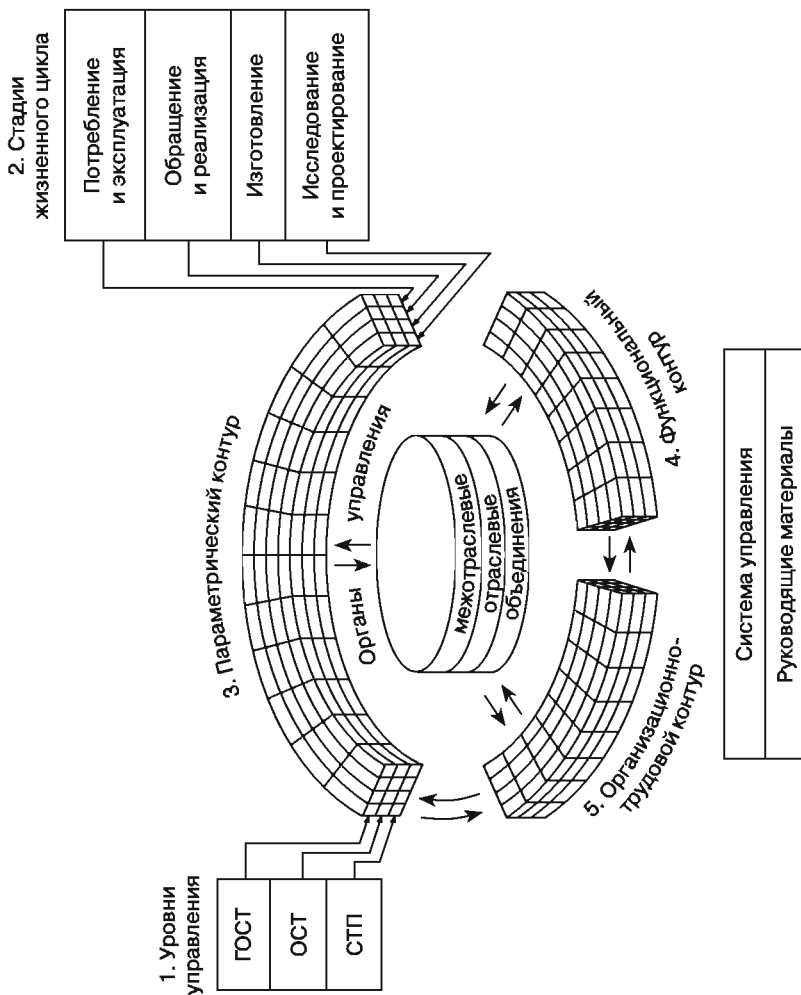 1. Уровни
управления
ГОСТ
ОСТ
СТП
2. Стадии
жизненного цикла
Потребление
и эксплуатация
Обращение
и реализация
Изготовление
Исследование
и проектирование
3. Параметрический контур
Органы управления
межотраслевые
отраслевые
объединения
4. Функциональный
контур
5. Организационно-
трудовой контур
Система управления
Руководящие материалы